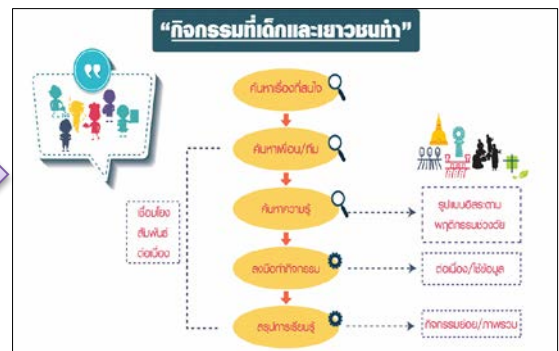 “กิจกรรมที่เด็กและเยาวชนทำ”
ค้นหาเรื่องที่สนใจ
ค้นหาเพื่อน/ทีม
ค้นหาความรู้
ลงมือทำกิจกรรม
สรุปการเรียนรู้
เชื่อมโยง
สัมพันธ์
ต่อเนื่อง
รูปแบบอิสระตาม
พฤติกรรมช่วงวัย
ต่อเนื่อง/ใช้ข้อมูล
กิจกรรมย่อย/ภาพรวม